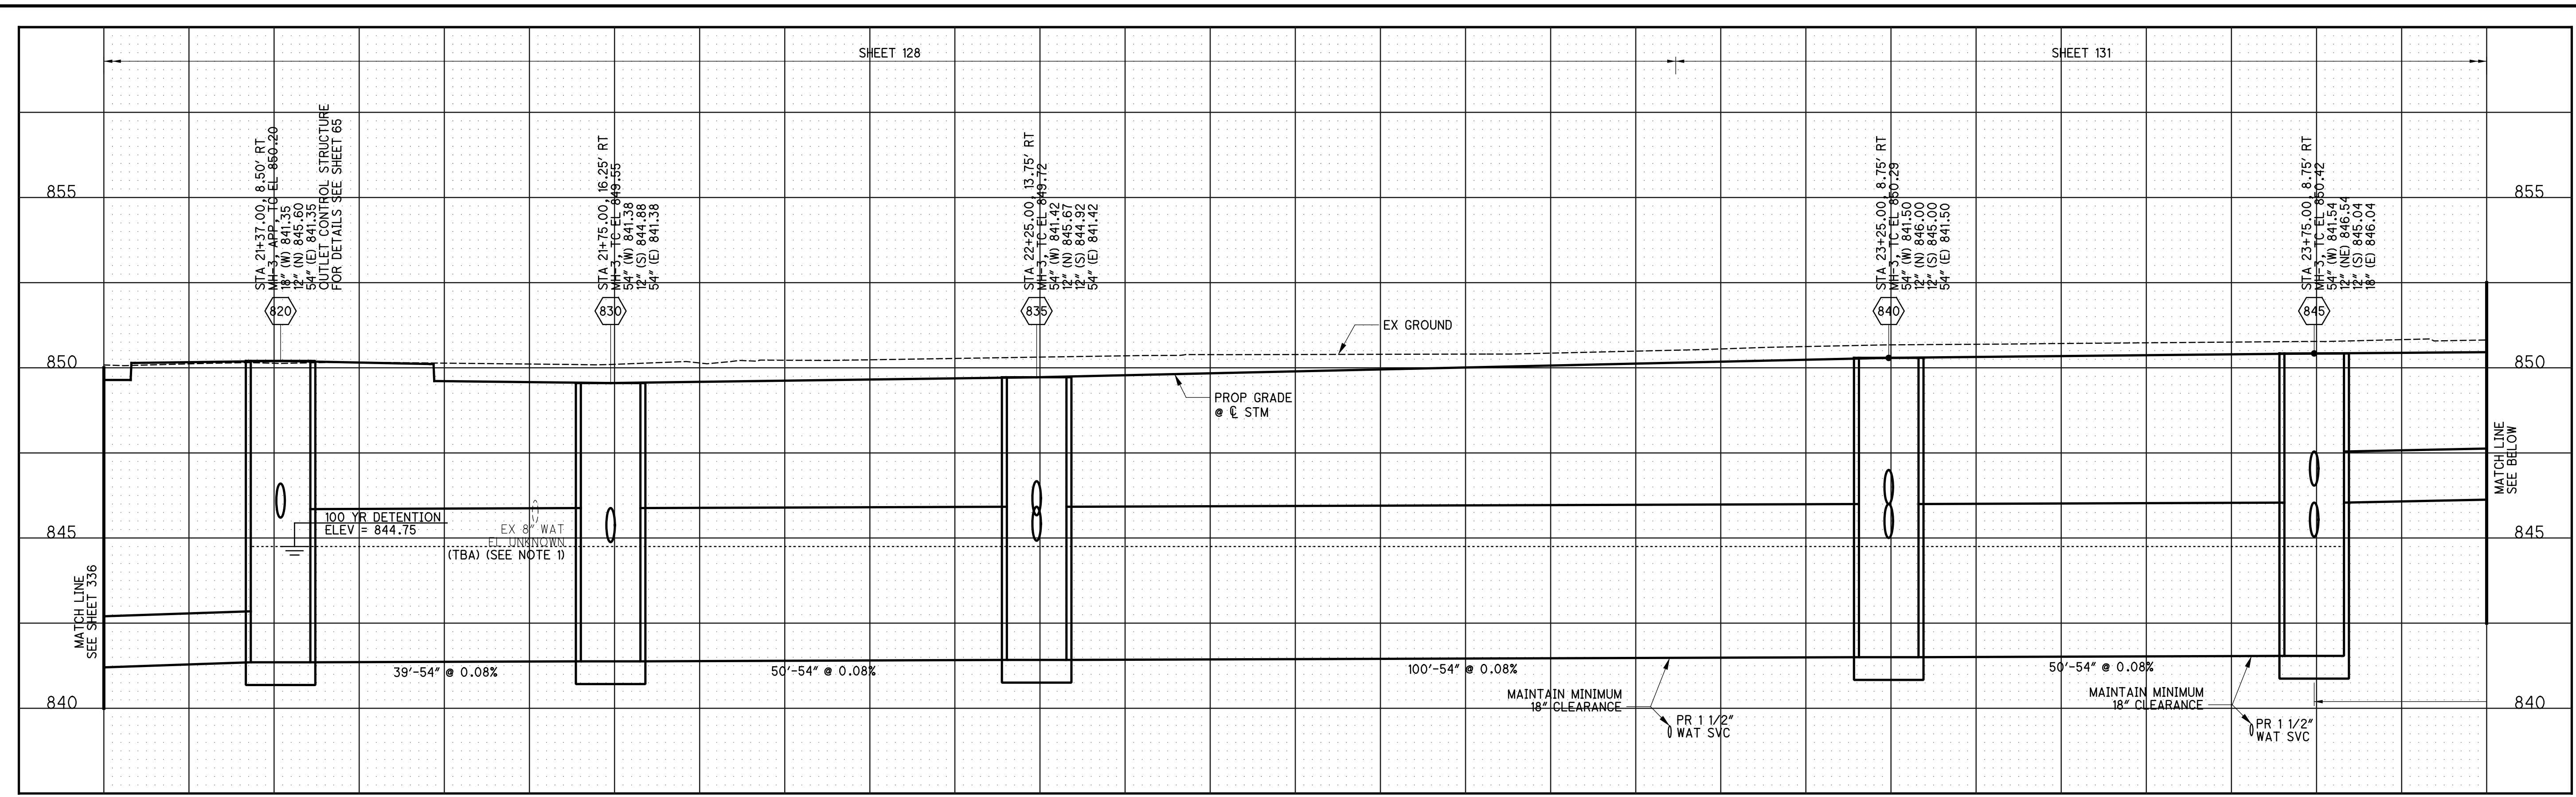 SHEET 128
SHEET 131
STA 21+37.00, 8.50' RT
MH-3, APP, TC EL 850.20
18" (W) 841.35
12" (N) 845.60
54" (E) 841.35
OUTLET CONTROL STRUCTURE
FOR DETAILS SEE SHEET 65
820
STA 21+75.00, 16.25' RT
MH-3, TC EL 849.55
54" (W) 841.38
12" (S) 844.88
54" (E) 841.38
830
STA 22+25.00, 13.75' RT
MH-3, TC EL 849.72
54" (W) 841.42
12" (N) 845.67
12" (S) 844.92
54" (E) 841.42
835
STA 23+25.00, 8.75' RT
MH-3, TC EL 850.29
54" (W) 841.50
12" (N) 846.00
12" (S) 845.00
54" (E) 841.50
840
STA 23+75.00, 8.75' RT
MH-3, TC EL 850.42
54" (W) 841.54
12" (NE) 846.54
12" (S) 845.04
18" (E) 846.04
845
855
855
850
850
845
845
840
840
EX GROUND
PROP GRADE
@ ℄ STM
100 YR DETENTION
ELEV = 844.75
EX 8" WAT
EL UNKNOWN
(TBA) (SEE NOTE 1)
MATCH LINE
SEE SHEET 336
MATCH LINE
SEE BELOW
39'-54" @ 0.08%
50'-54" @ 0.08%
100'-54" @ 0.08%
50'-54" @ 0.08%
MAINTAIN MINIMUM
18" CLEARANCE
PR 1 1/2"
WAT SVC
MAINTAIN MINIMUM
18" CLEARANCE
PR 1 1/2"
WAT SVC